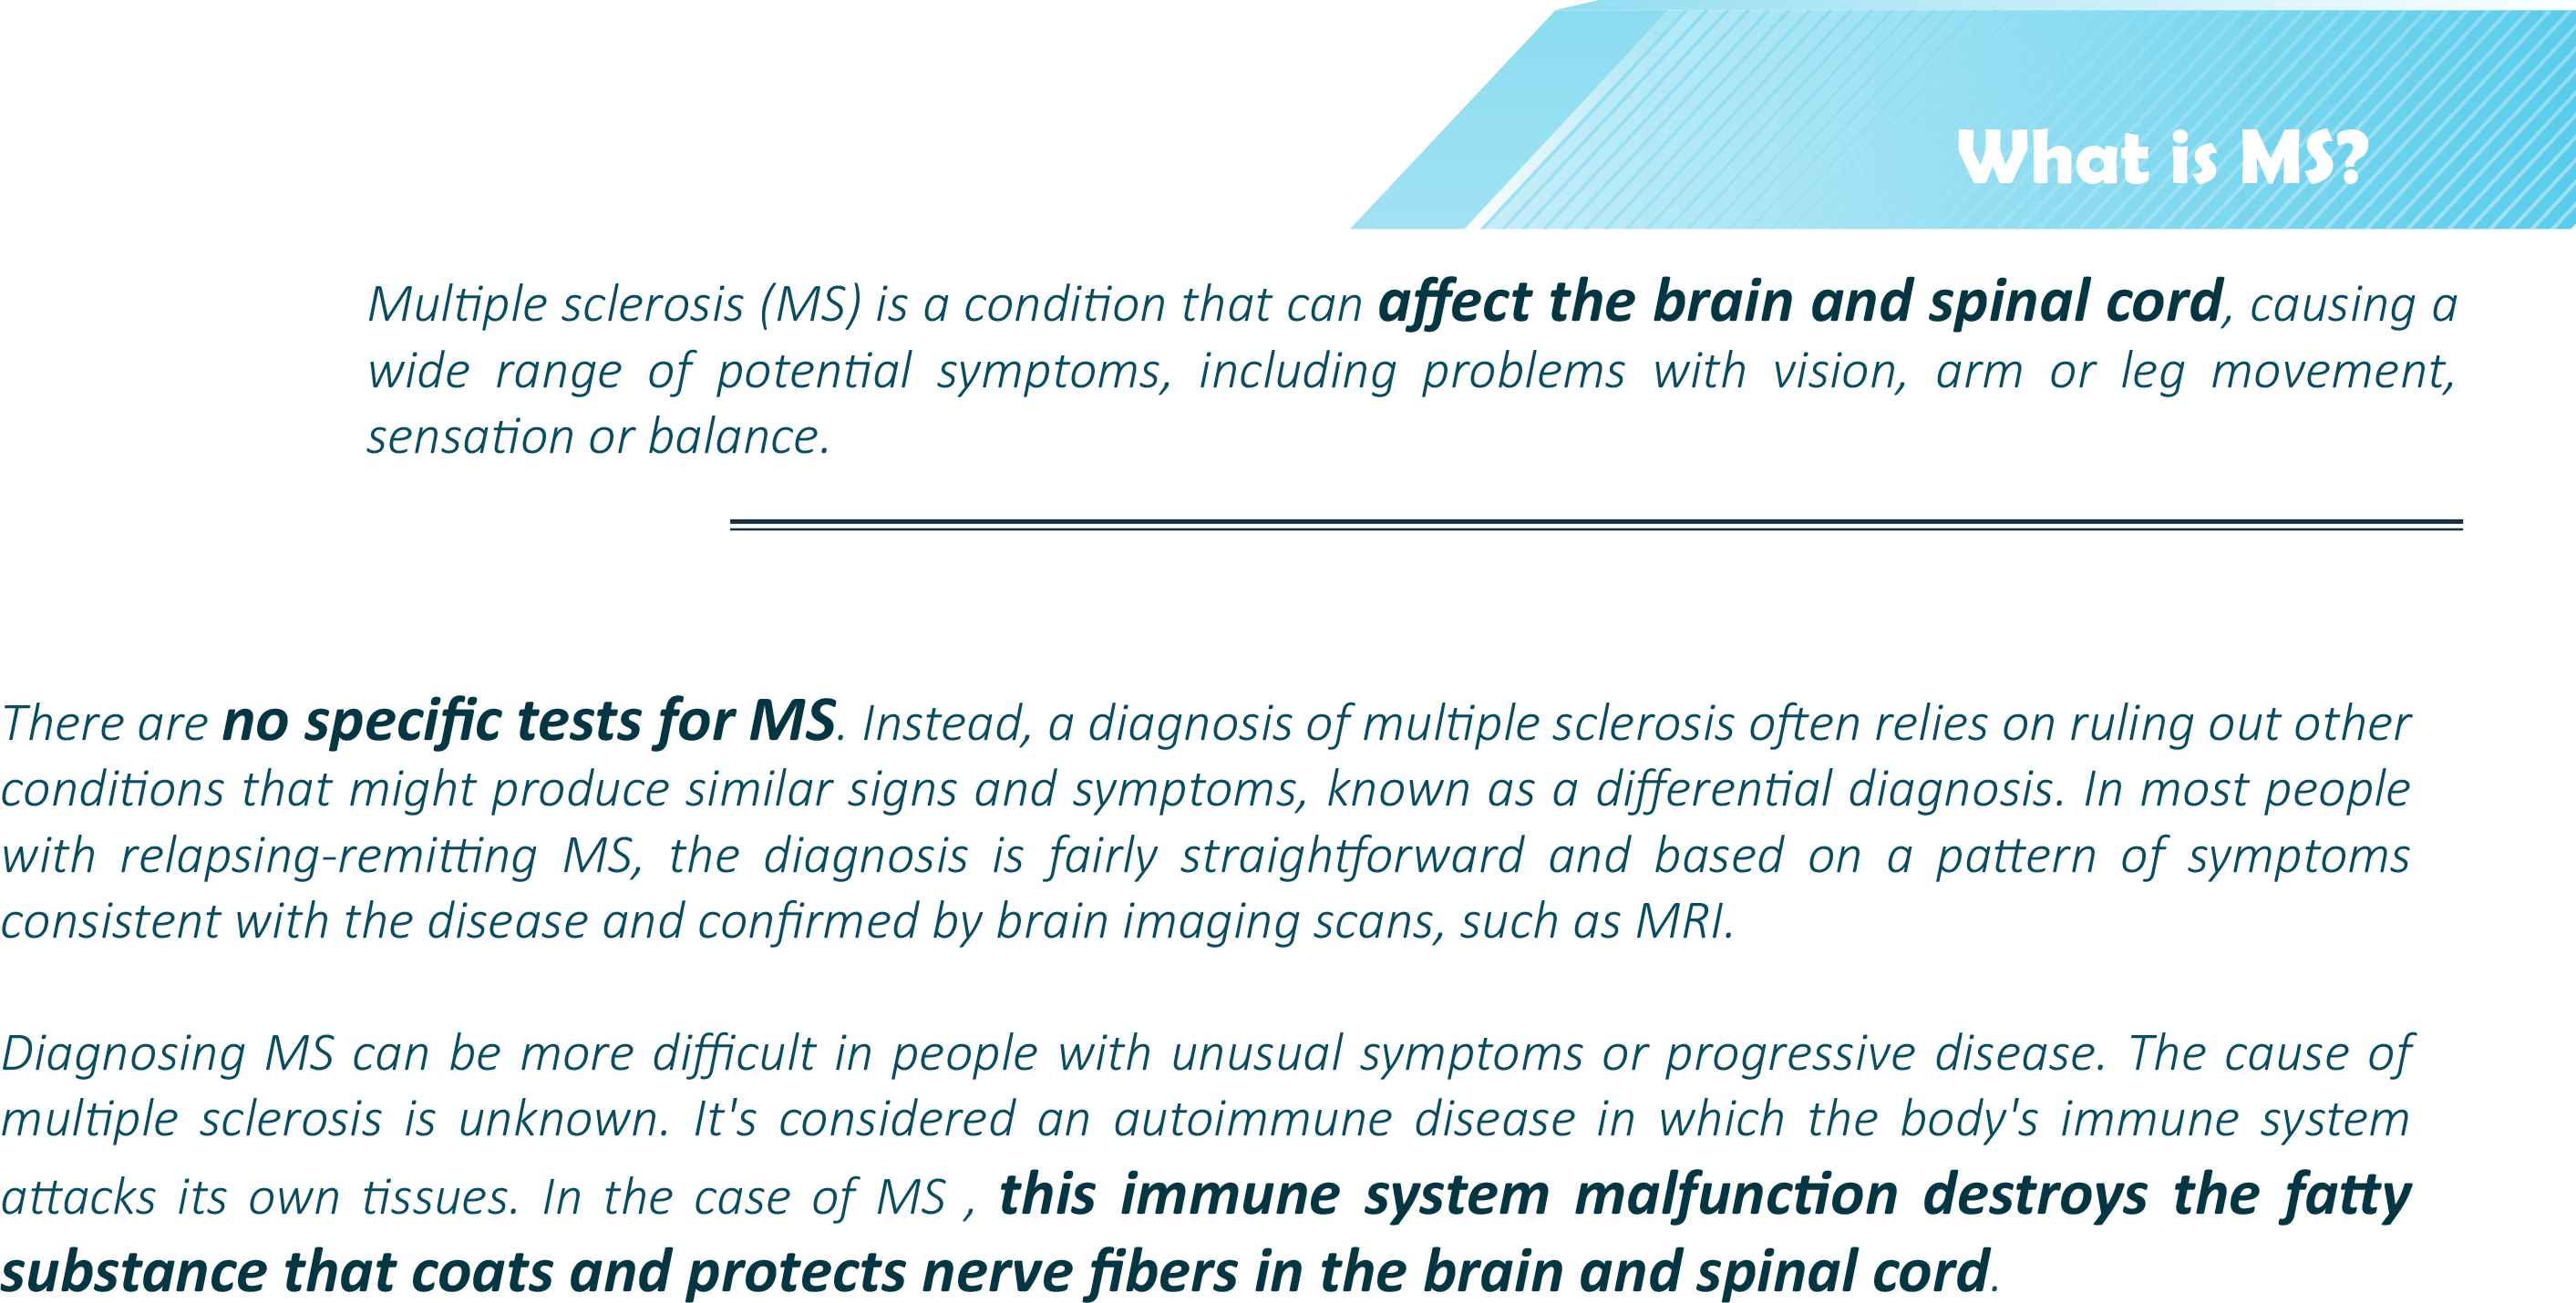 What is MS?
Multiple sclerosis (MS) is a condition that can affect the brain and spinal cord, causing a
wide range of potential symptoms, including problems with vision, arm or leg movement,
sensation or balance.
There are no specific tests for MS. Instead, a diagnosis of multiple sclerosis often relies on ruling out other
conditions that might produce similar signs and symptoms, known as a differential diagnosis. In most people
with relapsing-remitting MS, the diagnosis is fairly straightforward and based on a pattern of symptoms
consistent with the disease and confirmed by brain imaging scans, such as MRI.
Diagnosing MS can be more difficult in people with unusual symptoms or progressive disease. The cause of
multiple sclerosis is unknown. It's considered an autoimmune disease in which the body's immune system
attacks its own tissues. In the case of MS , this immune system malfunction destroys the fatty
substance that coats and protects nerve fibers in the brain and spinal cord.